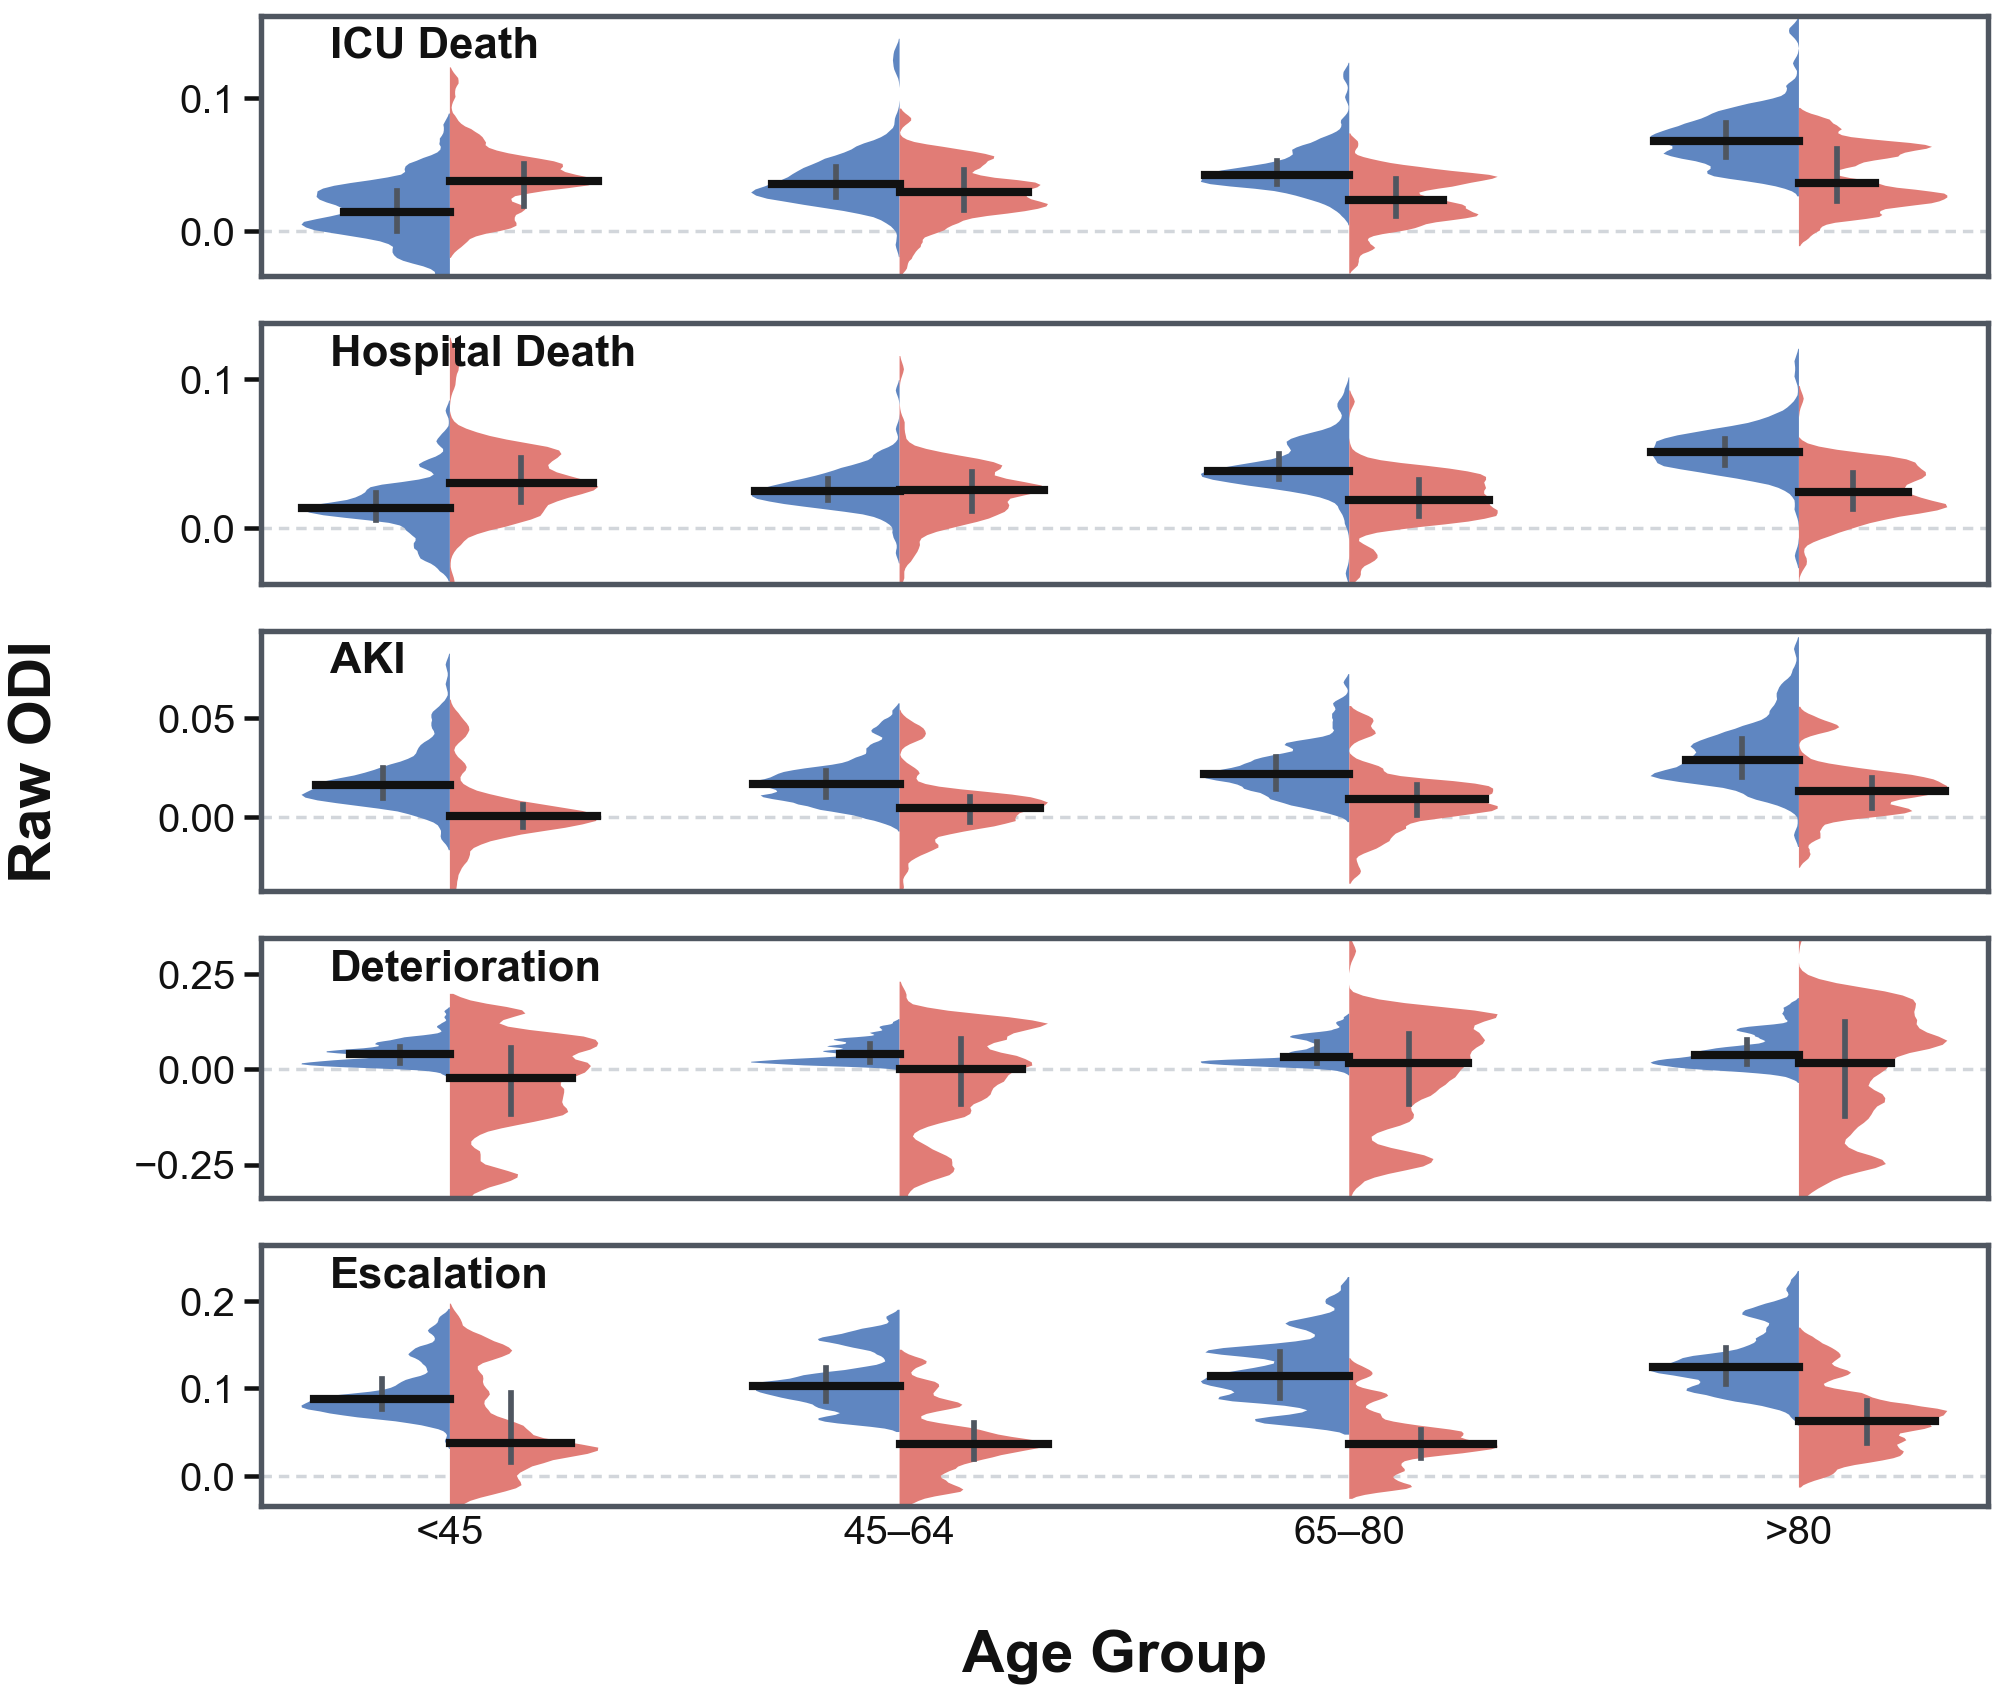 Raw ODI
ICU Death
0.1
0.0
Hospital Death
0.1
0.0
AKI
0.05
0.00
Deterioration
0.25
0.00
−0.25
Escalation
0.2
0.1
0.0
<45 45–64 65–80 >80
Age Group